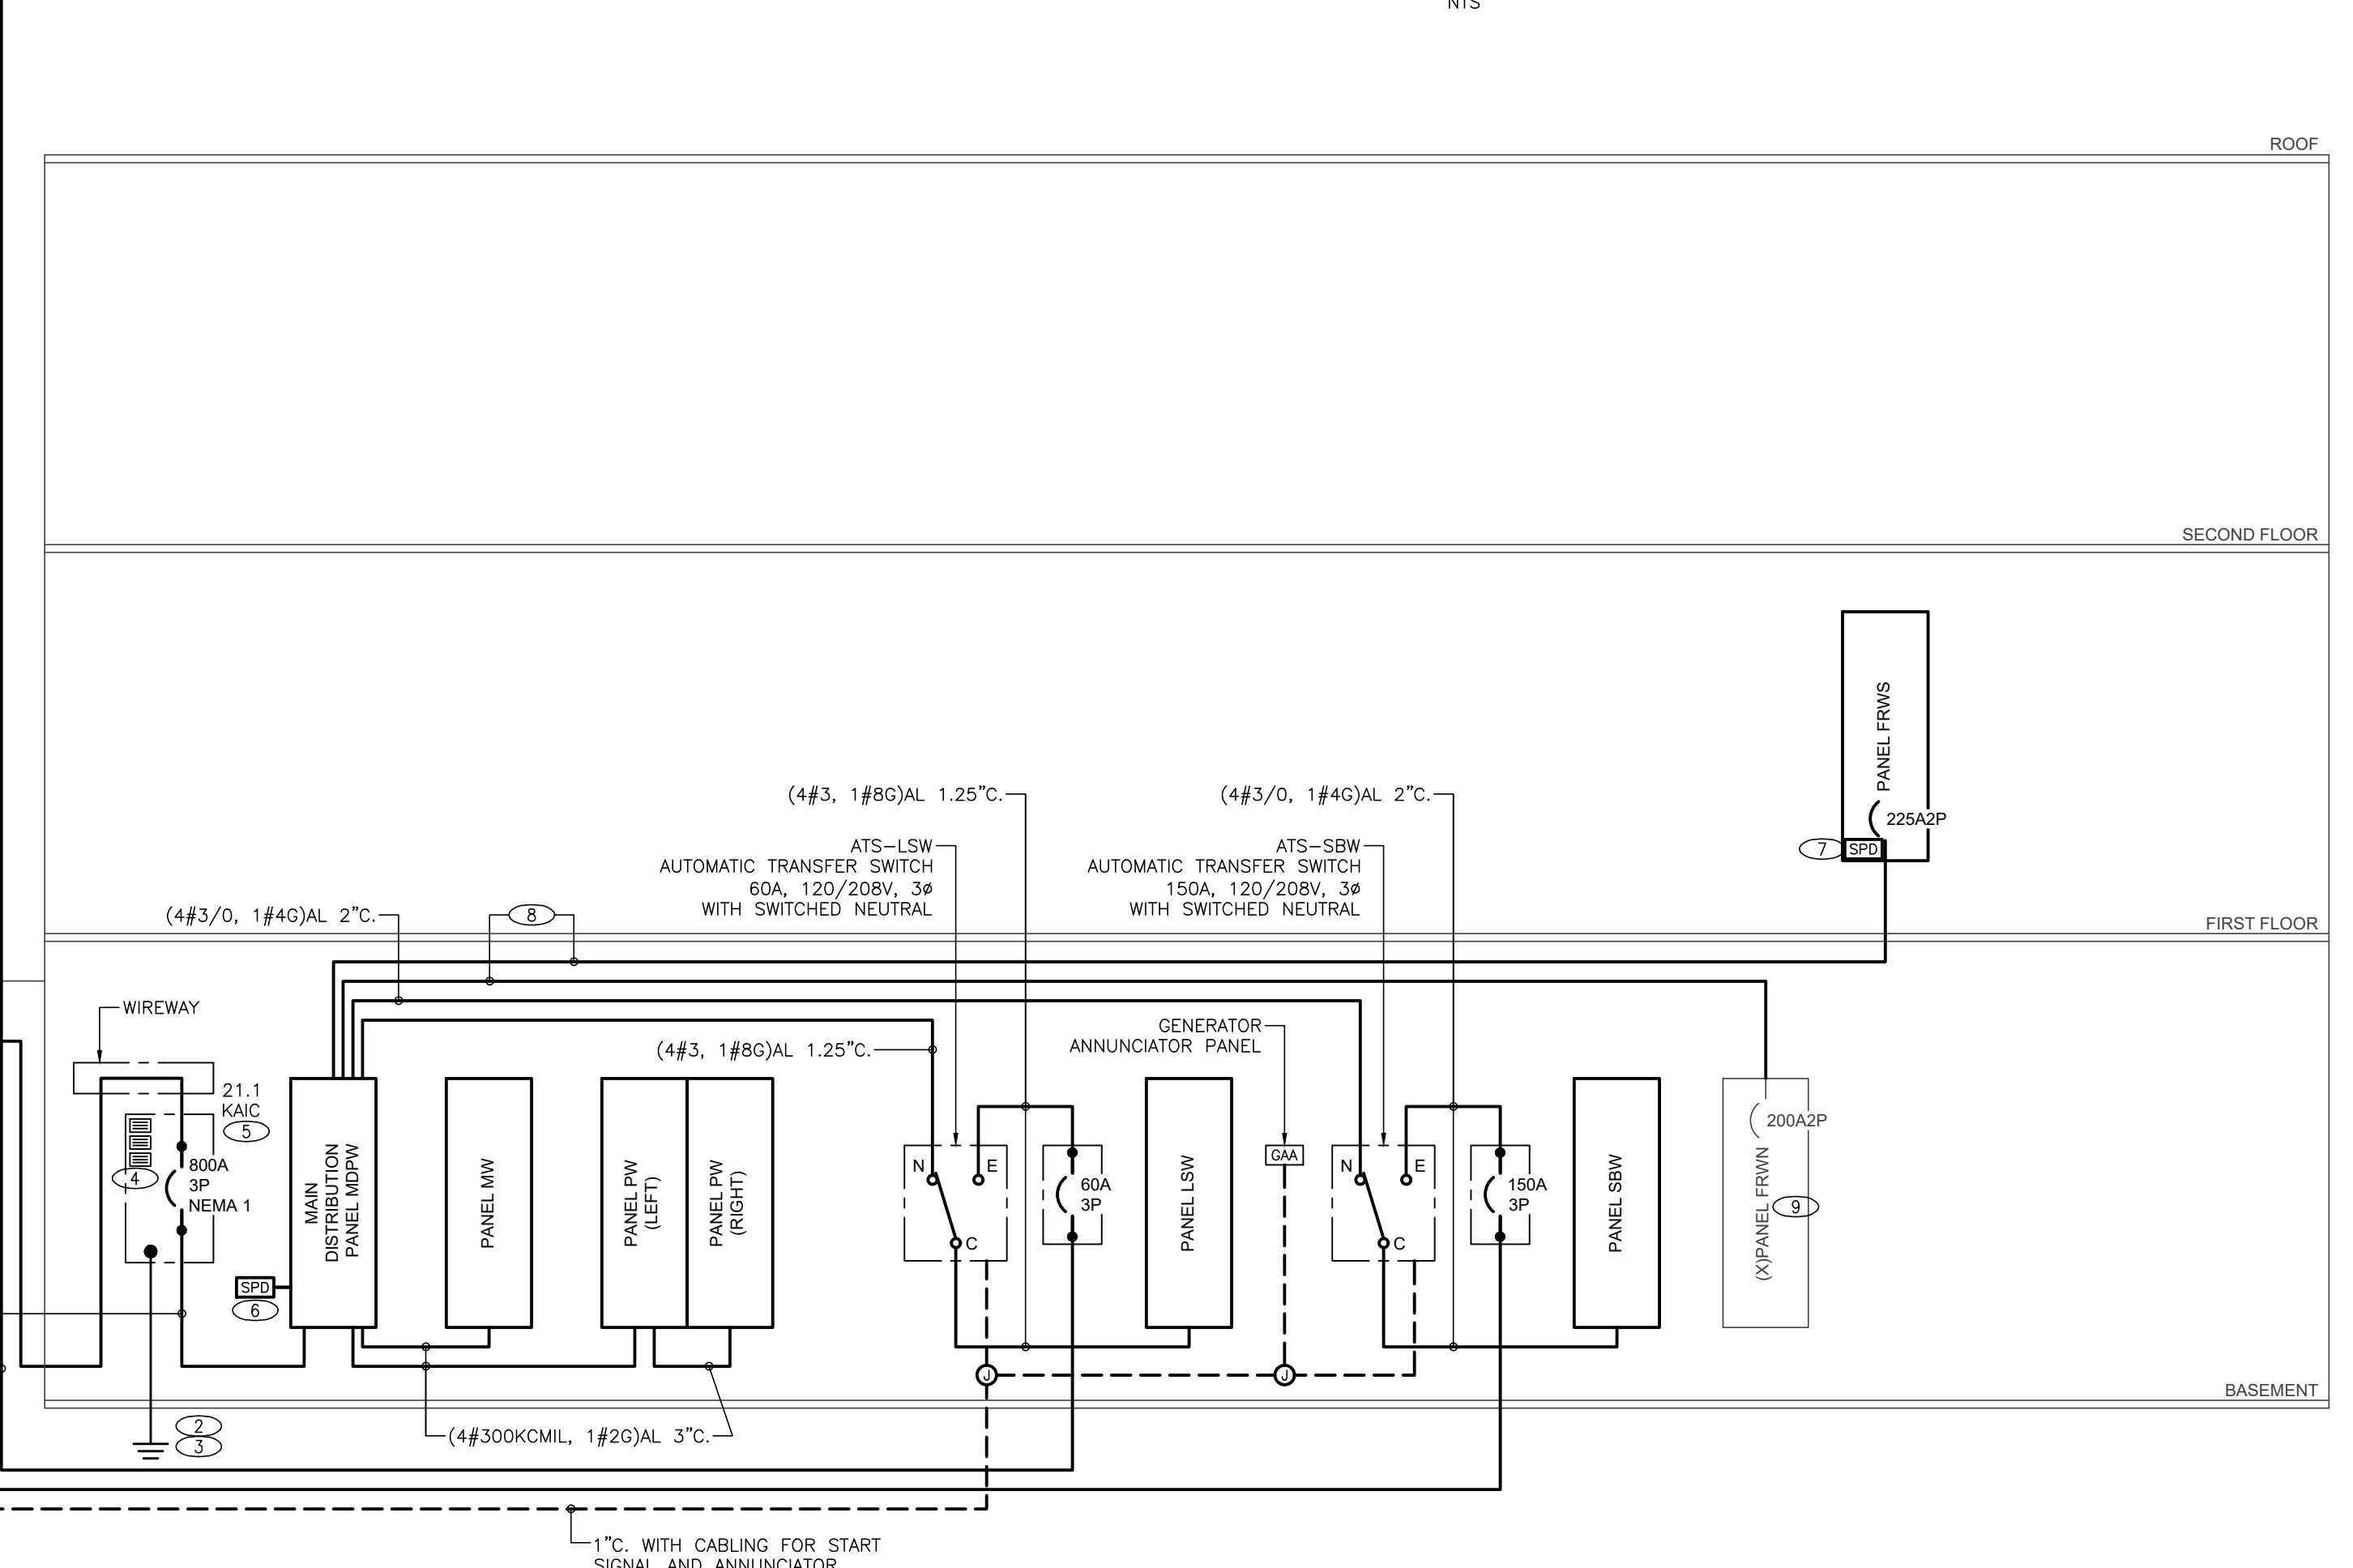 NTS
ROOF
SECOND FLOOR
PANEL FRWS
225A2P
7
SPD
(4#3, 1#8G)AL 1.25"C.
(4#3/0, 1#4G)AL 2"C.
ATS-LSW
AUTOMATIC TRANSFER SWITCH
60A, 120/208V, 3ø
WITH SWITCHED NEUTRAL
ATS-SBW
AUTOMATIC TRANSFER SWITCH
150A, 120/208V, 3ø
WITH SWITCHED NEUTRAL
(4#3/0, 1#4G)AL 2"C.
8
FIRST FLOOR
WIREWAY
(4#3, 1#8G)AL 1.25"C.
GENERATOR
ANNUNCIATOR PANEL
21.1
KAIC
5
4
800A
3P
NEMA 1
SPD
6
MAIN
DISTRIBUTION
PANEL MDPW
PANEL MW
PANEL PW
(LEFT)
PANEL PW
(RIGHT)
N
E
C
60A
3P
PANEL LSW
GAA
N
E
C
150A
3P
PANEL SBW
200A2P
(X)PANEL FRWN
9
J
J
BASEMENT
2
3
(4#300KCMIL, 1#2G)AL 3"C.
1"C. WITH CABLING FOR START
SIGNAL AND ANNUNCIATOR